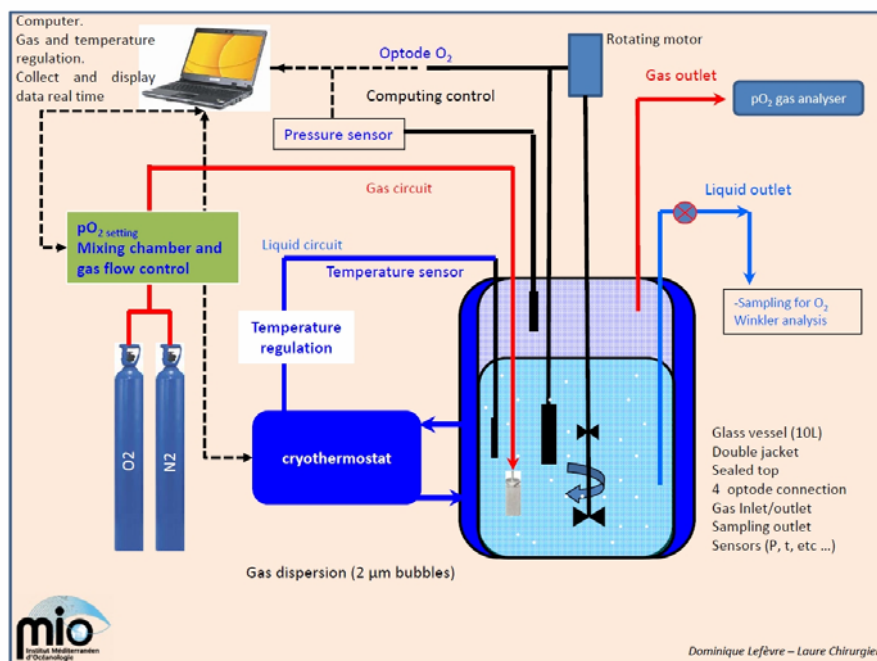 Computer.
Gas and temperature
regulation.
Collect and display
data real time
Optode O2
Rotating motor
Gas outlet
pO2 gas analyser
Computing control
Pressure sensor
Gas circuit
Liquid outlet
pO2 setting
Mixing chamber and
gas flow control
Liquid circuit
Temperature sensor
-Sampling for O2
Winkler analysis
Temperature
regulation
O2
N2
cryothermostat
Glass vessel (10L)
Double jacket
Sealed top
4 optode connection
Gas Inlet/outlet
Sampling outlet
Sensors (P, t, etc ...)
Gas dispersion (2 µm bubbles)
mio
Institut Méditerranéen
d'Océanologie
Dominique Lefèvre – Laure Chirurgien